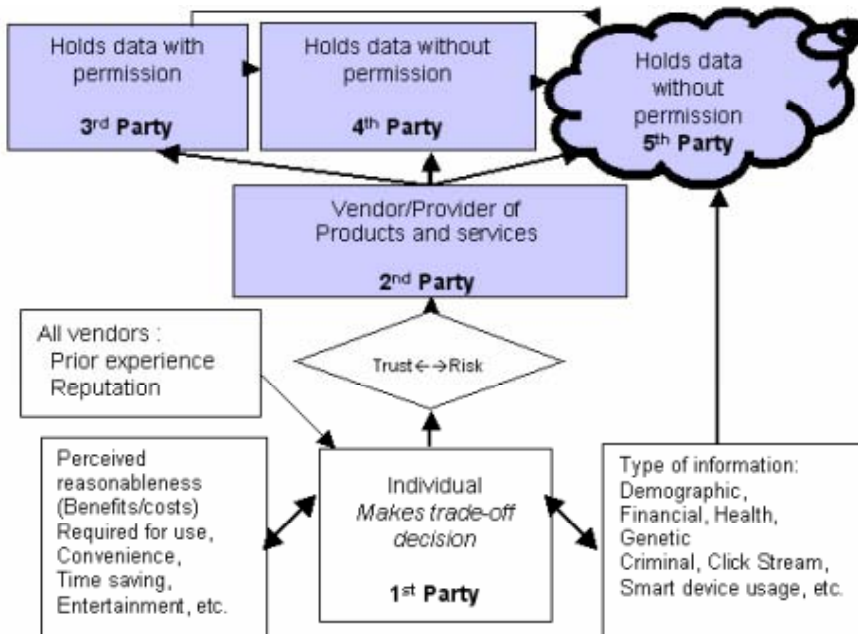 Holds data with
permission
3rd Party
Holds data without
permission
4th Party
Holds data
without
permission
5th Party
Vendor/Provider of
Products and services
2nd Party
All vendors :
Prior experience
Reputation
Trust←→Risk
Perceived
reasonableness
(Benefits/costs)
Required for use,
Convenience,
Time saving,
Entertainment, etc.
Individual
Makes trade-off
decision
1st Party
Type of information:
Demographic,
Financial, Health,
Genetic
Criminal, Click Stream,
Smart device usage, etc.